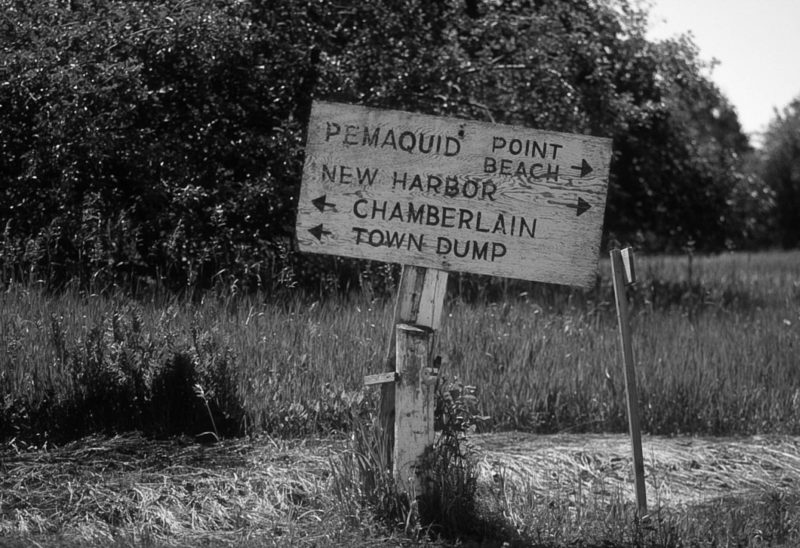 PEMAQUID POINT
BEACH
NEW HARBOR
CHAMBERLAIN
TOWN DUMP